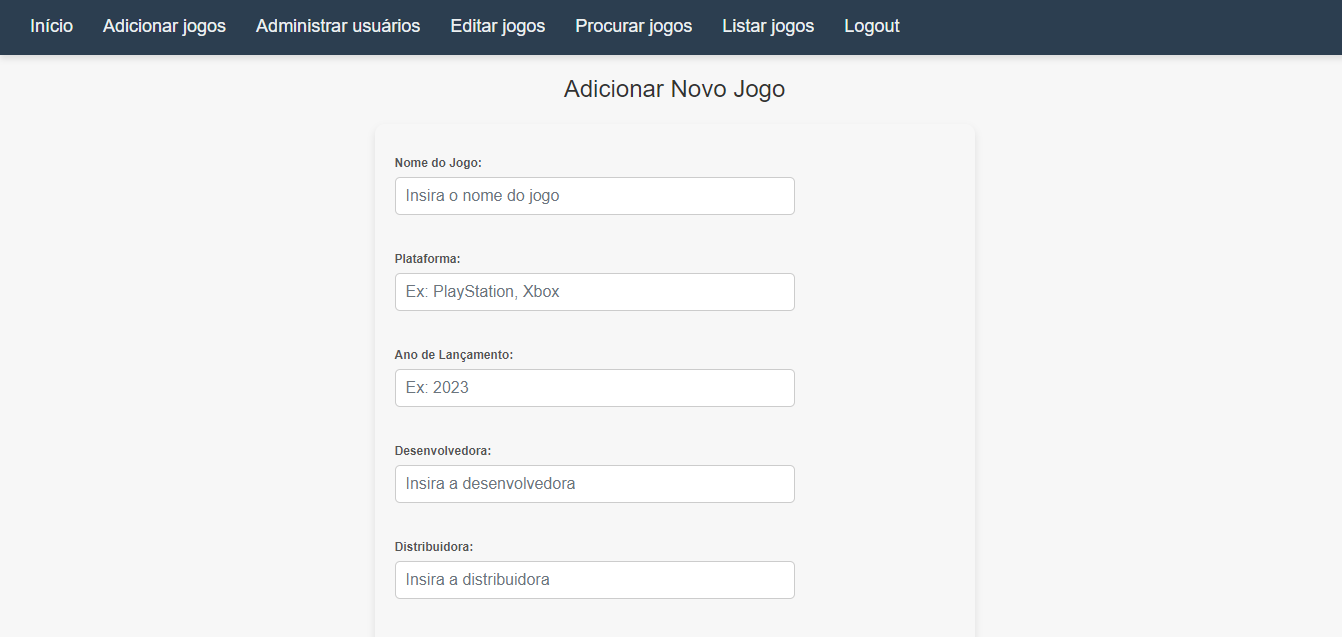 Início Adicionar jogos Administrar usuários Editar jogos Procurar jogos Listar jogos Logout
Adicionar Novo Jogo
Nome do Jogo:
Insira o nome do jogo
Plataforma:
Ex: PlayStation, Xbox
Ano de Lançamento:
Ex: 2023
Desenvolvedora:
Insira a desenvolvedora
Distribuidora:
Insira a distribuidora